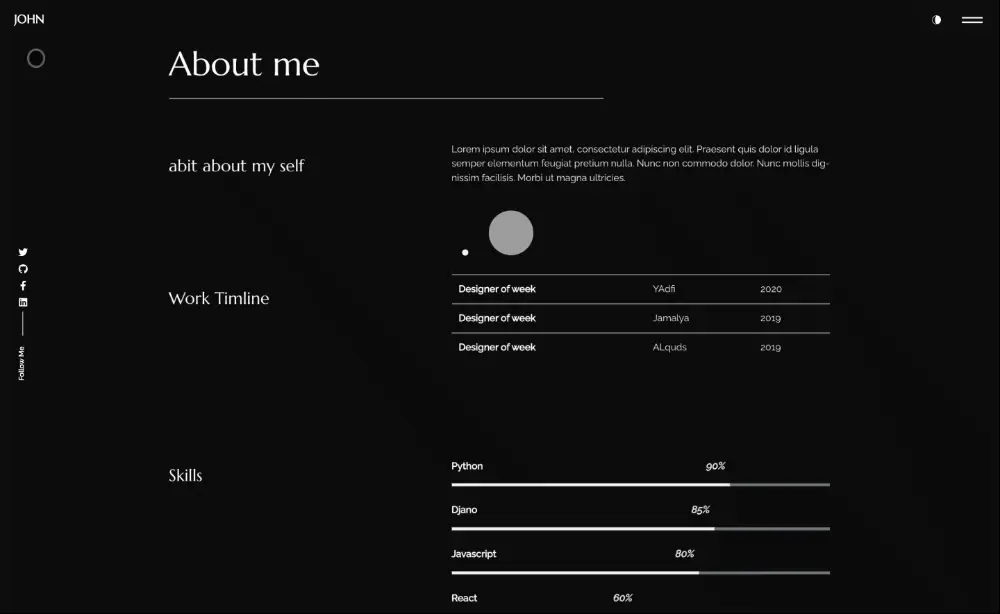 JOHN
About me
abit about my self
Lorem ipsum dolor sit amet, consectetur adipiscing elit. Praesent quis dolor id ligula
semper elementum feugiat pretium nulla. Nunc non commodo dolor. Nunc mollis dig-
nissim facilisis. Morbi ut magna ultricies.
Work Timline
Designer of week YAdfi 2020
Designer of week Jamalya 2019
Designer of week ALquds 2019
Follow Me
Skills
Python 90%
Djano 85%
Javascript 80%
React 60%